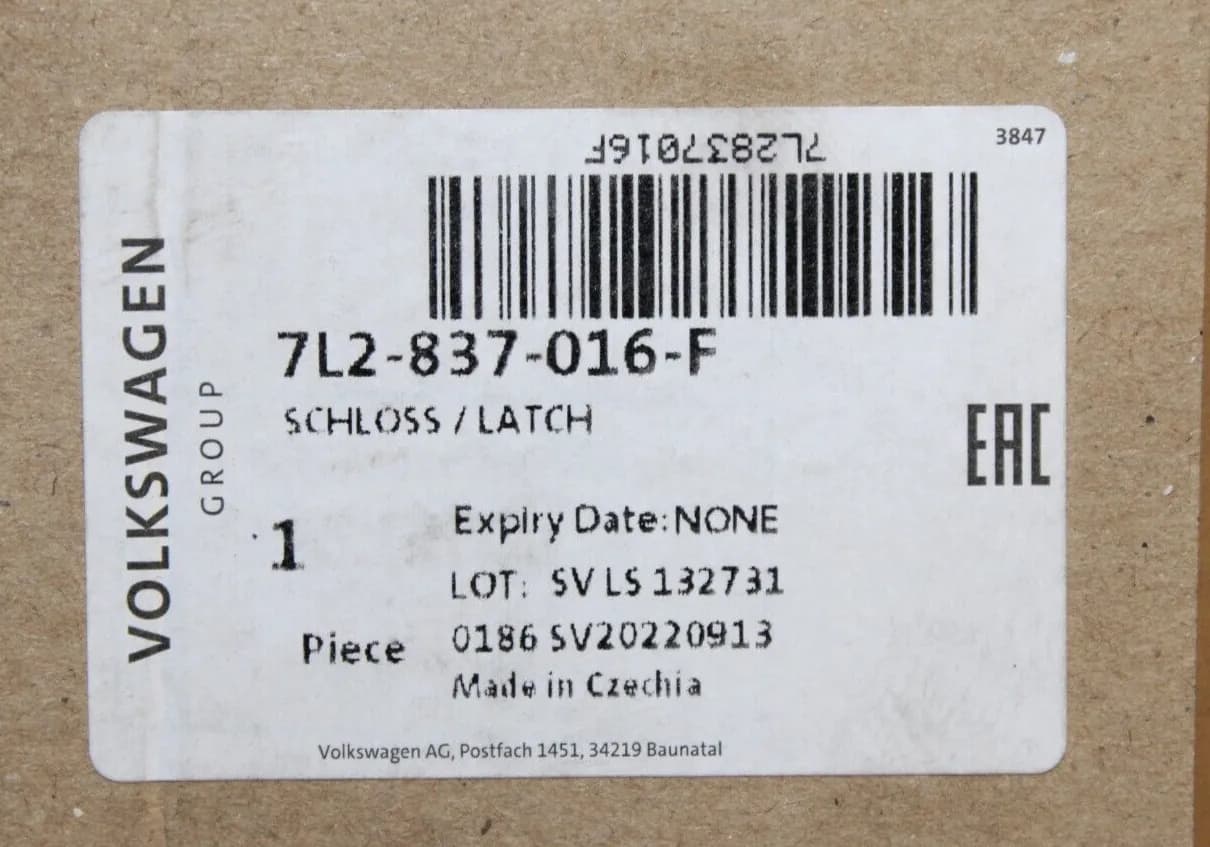 3847
7L2837016F
7L2-837-016-F
SCHLOSS / LATCH
EAC
VOLKSWAGEN
GROUP
1
Piece
Expiry Date:NONE
LOT: SV LS 132731
0186 SV20220913
Made in Czechia
Volkswagen AG, Postfach 1451, 34219 Baunatal